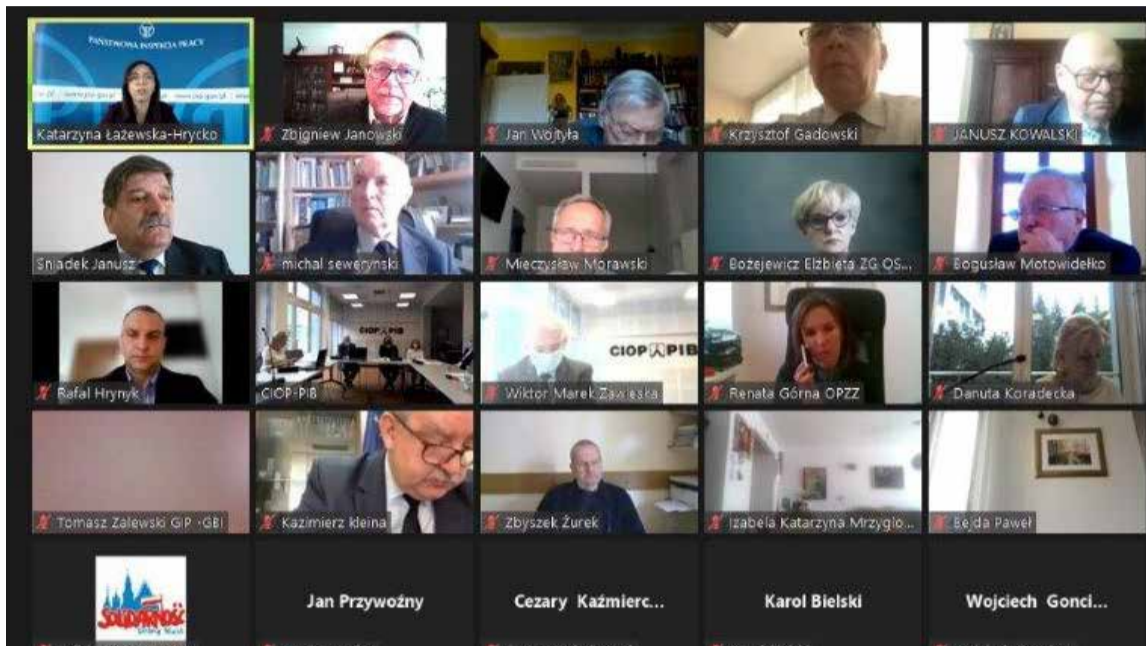 PAŃSTWOWA INSPEKCJA PRACY
Katarzyna Łażewska-Hrycko
Zbigniew Janowski
Jan Wojtyła
Krzysztof Gadowski
JANUSZ KOWALSKI
Sniadek Janusz
michal seweryński
Mieczysław Morawski
Bożejewicz Elżbieta ZG OS...
Bogusław Motowidełko
Rafał Hrynyk
CIOP PIB
CIOP-PIB
CIOP PIB
Wiktor Marek Zawieska
Renata Górna OPZZ
Danuta Koradecka
Tomasz Zalewski GIP -GBI
Kazimierz kleina
Zbyszek Żurek
Izabela Katarzyna Mrzygło...
Bejda Paweł
SOLIDARNOŚĆ
Jan Przywoźny
Cezary Kaźmierc...
Karol Bielski
Wojciech Gonci...